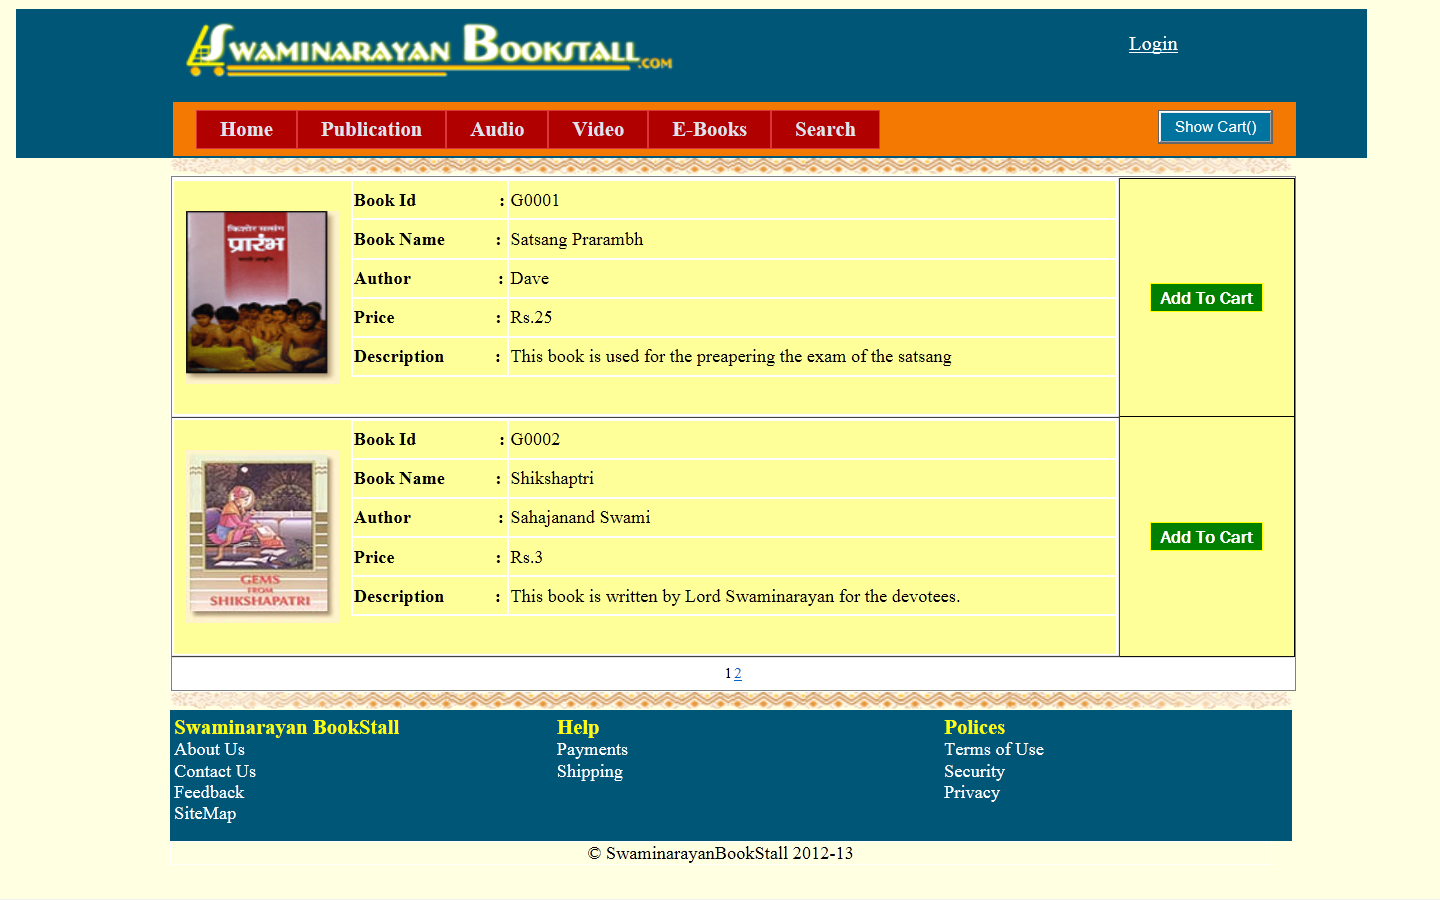 Swaminarayan Bookstall.com
Login
Home Publication Audio Video E-Books Search
Show Cart()
किशोर सत्संग
प्रारंभ
Book Id : G0001
Book Name : Satsang Prarambh
Author : Dave
Price : Rs.25
Description : This book is used for the preapering the exam of the satsang
Add To Cart
GEMS
FROM
SHIKSHAPATRI
Book Id : G0002
Book Name : Shikshaptri
Author : Sahajanand Swami
Price : Rs.3
Description : This book is written by Lord Swaminarayan for the devotees.
Add To Cart
1 2
Swaminarayan BookStall
About Us
Contact Us
Feedback
SiteMap
Help
Payments
Shipping
Polices
Terms of Use
Security
Privacy
© SwaminarayanBookStall 2012-13